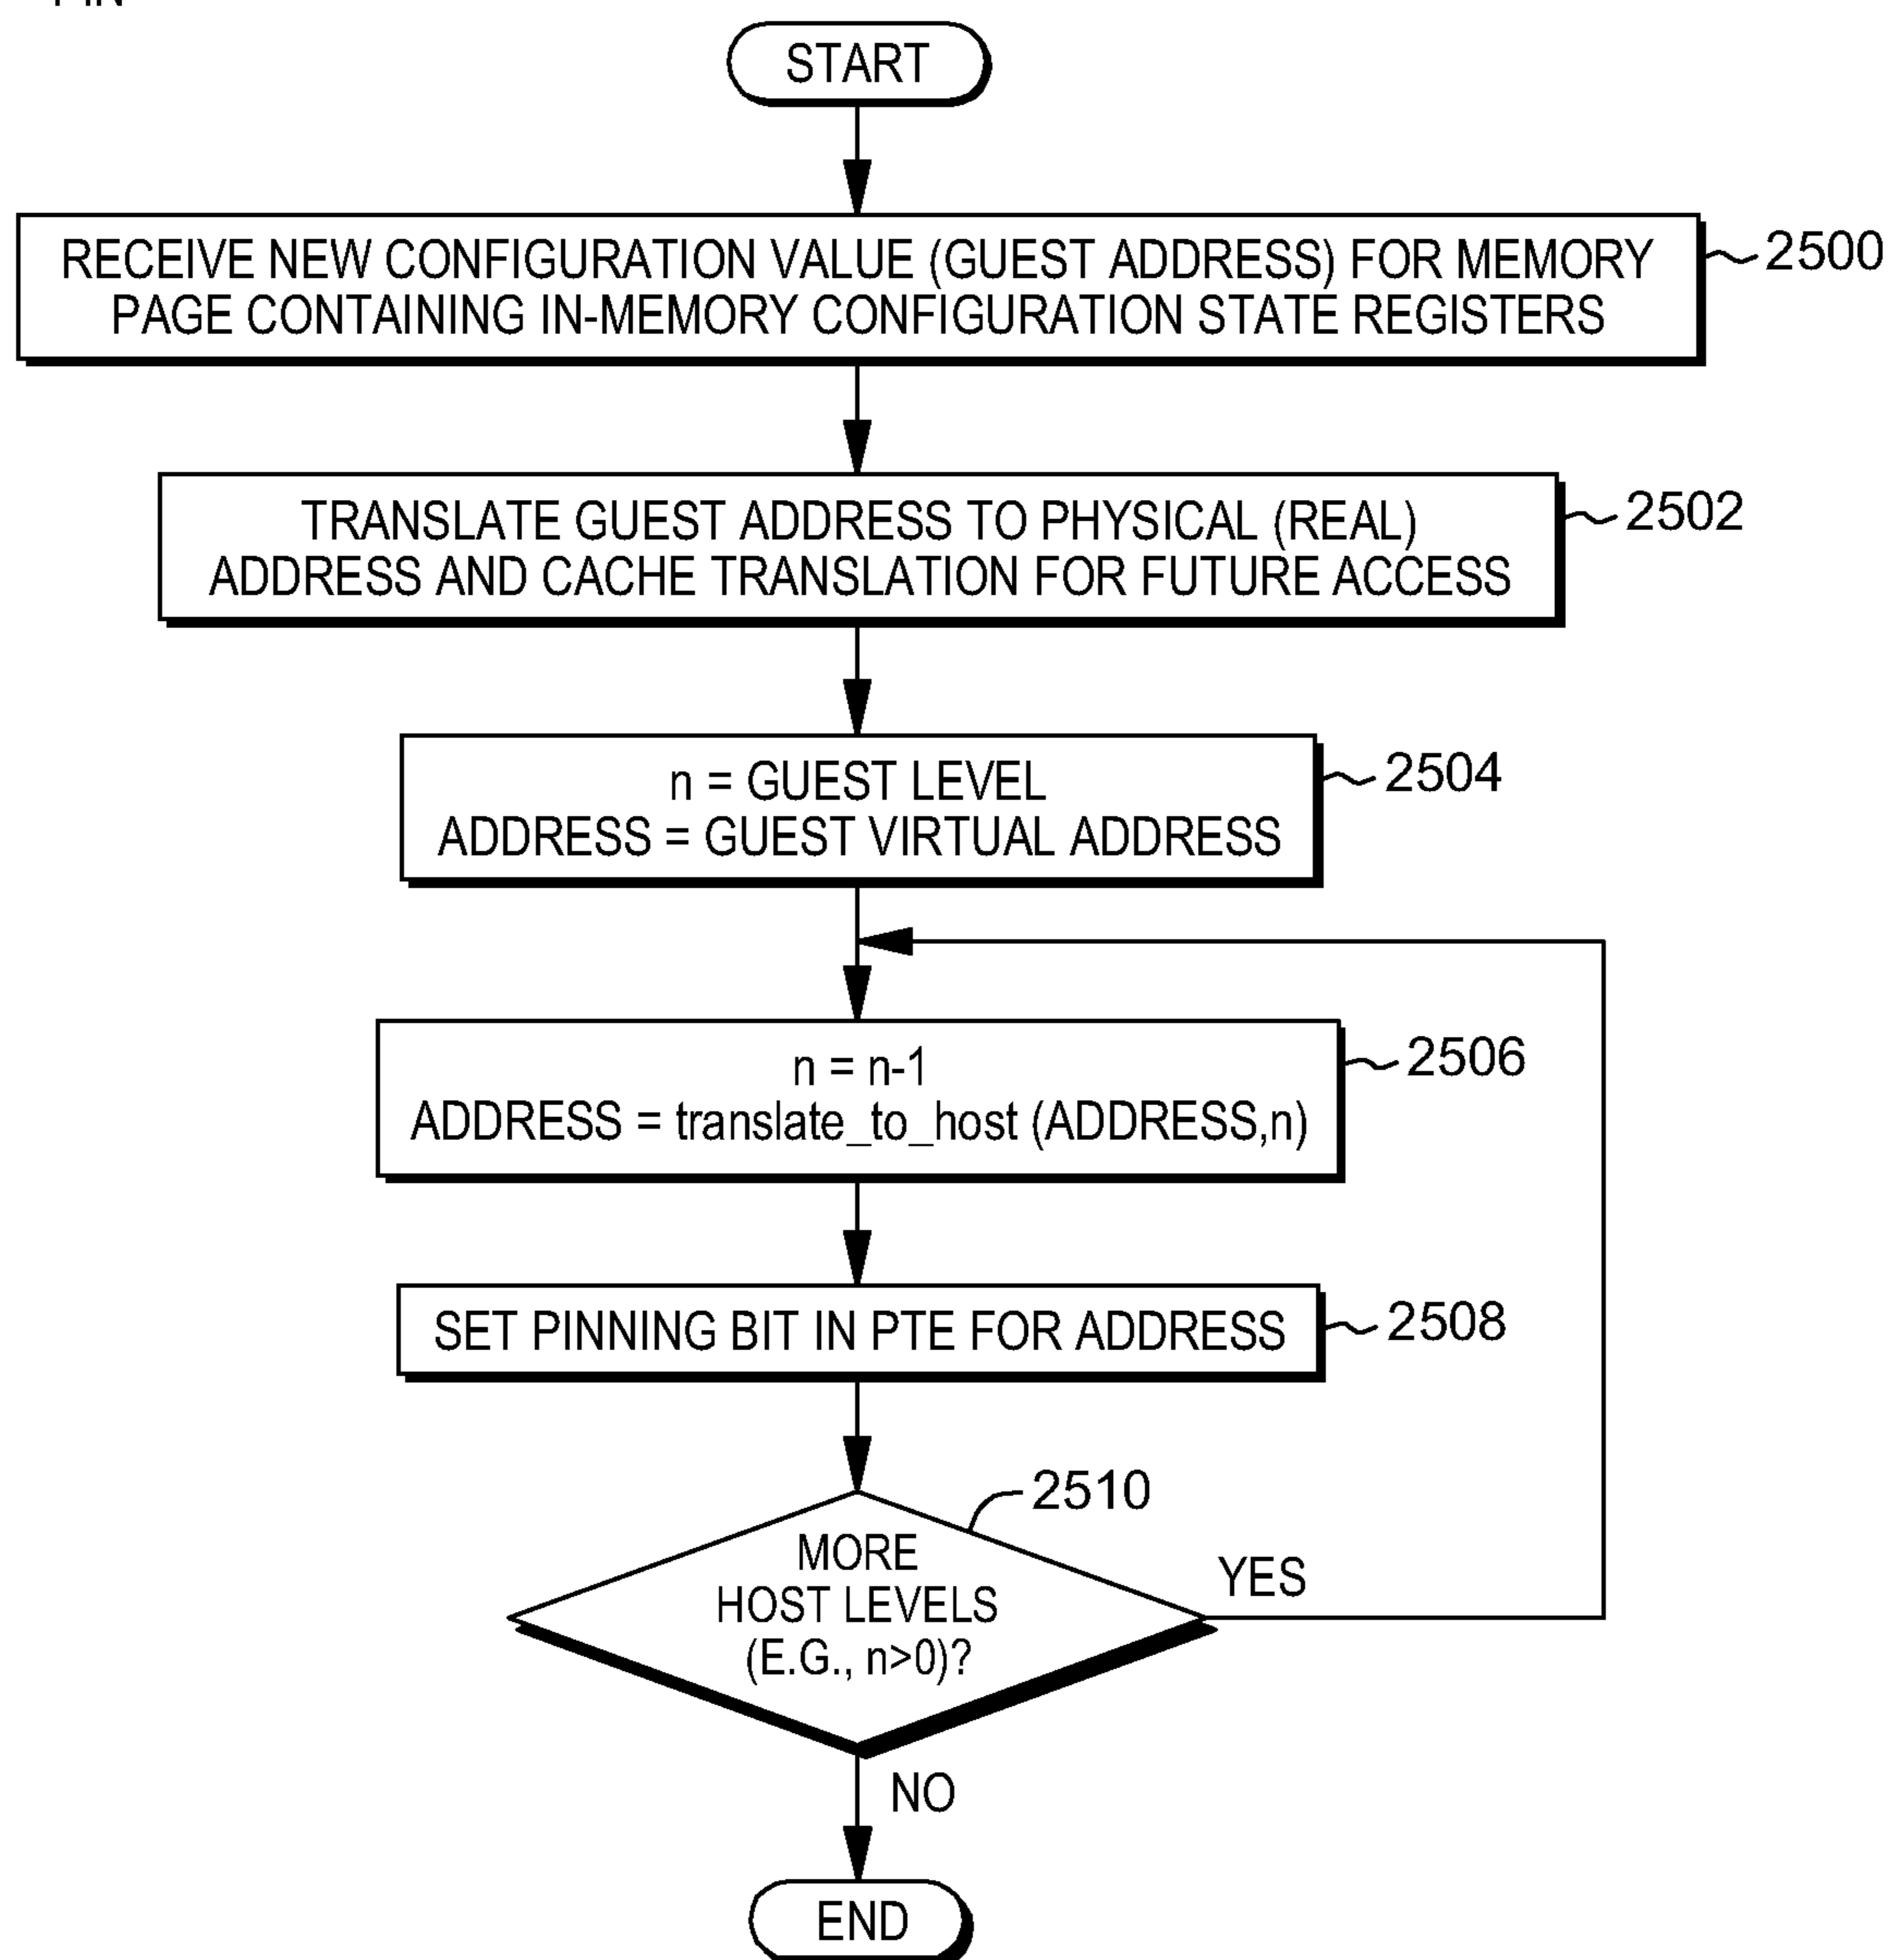 PIN
START
RECEIVE NEW CONFIGURATION VALUE (GUEST ADDRESS) FOR MEMORY
PAGE CONTAINING IN-MEMORY CONFIGURATION STATE REGISTERS
2500
TRANSLATE GUEST ADDRESS TO PHYSICAL (REAL)
ADDRESS AND CACHE TRANSLATION FOR FUTURE ACCESS
2502
n = GUEST LEVEL
ADDRESS = GUEST VIRTUAL ADDRESS
2504
n = n-1
ADDRESS = translate_to_host (ADDRESS,n)
2506
SET PINNING BIT IN PTE FOR ADDRESS
2508
2510
MORE
HOST LEVELS
(E.G., n>0)?
YES
NO
END